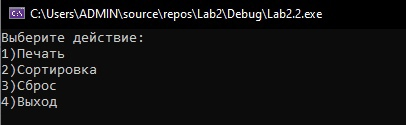 C:\Users\ADMIN\source\repos\Lab2\Debug\Lab2.2.exe
Выберите действие:
1)Печать
2)Сортировка
3)Сброс
4)Выход